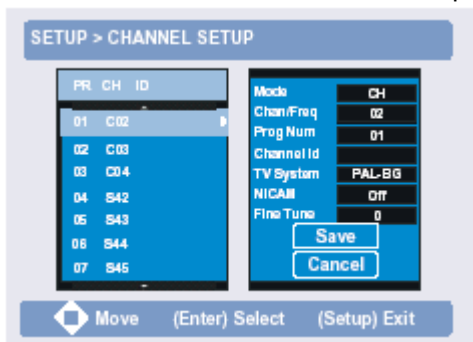 SETUP > CHANNEL SETUP
PR CH ID
01 C02
02 C03
03 C04
04 S42
05 S43
06 S44
07 S45
Mode CH
Chan/Freq 02
Prog Num 01
Channel Id
TV System PAL-BG
NICAM Off
Fine Tune 0
Save
Cancel
Move (Enter) Select (Setup) Exit